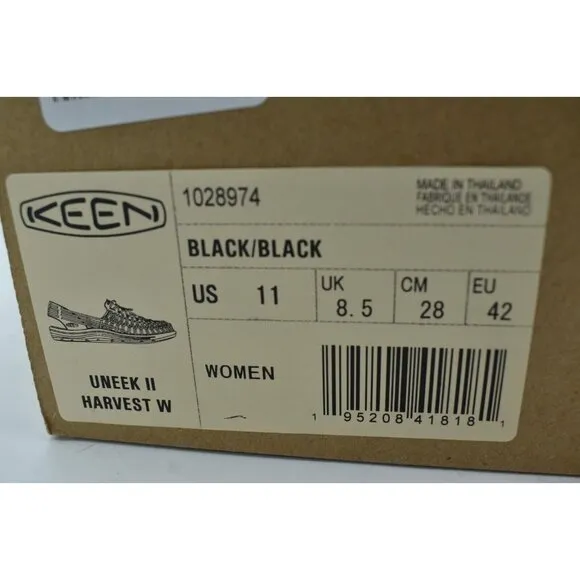 KEEN
1028974
MADE IN THAILAND
FABRIQUE EN THAILANDE
HECHO EN THAILAND
BLACK/BLACK
US 11
UK 8.5
CM 28
EU 42
UNEEK II
HARVEST W
WOMEN
1 95208 41818 1